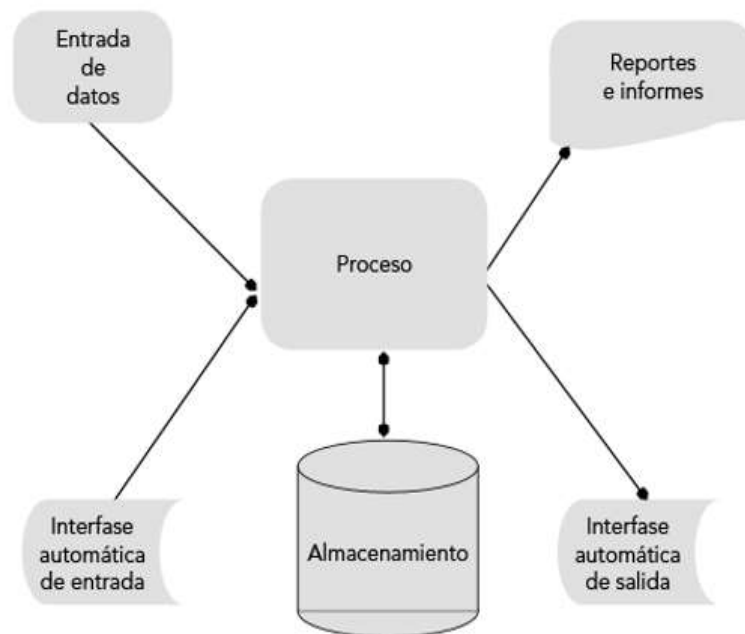 Entrada
de
datos
Reportes
e informes
Proceso
Interfase
automática
de entrada
Almacenamiento
Interfase
automática
de salida